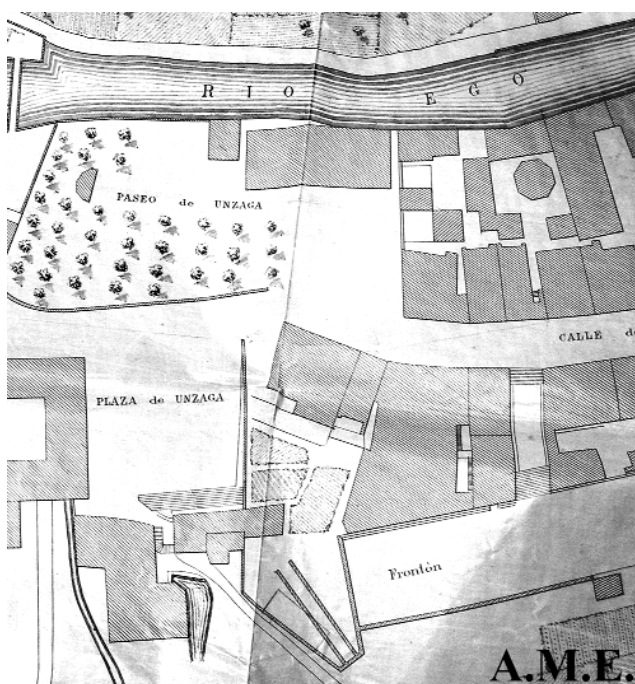 RIO EGO
PASEO de UNZAGA
CALLE de
PLAZA de UNZAGA
Frontón
A.M.E.